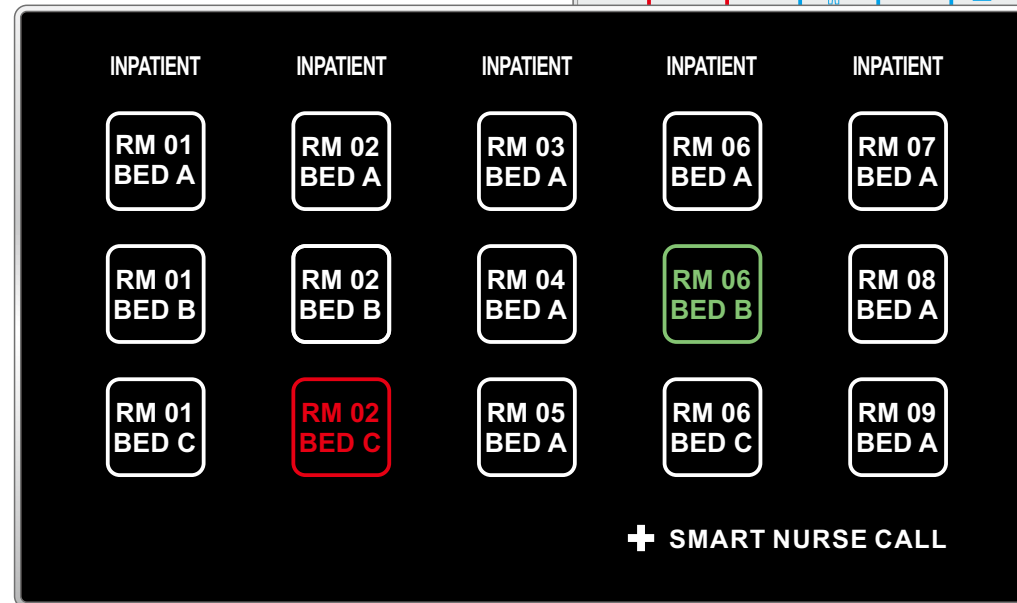 INPATIENT INPATIENT INPATIENT INPATIENT INPATIENT
RM 01 RM 02 RM 03 RM 06 RM 07
BED A BED A BED A BED A BED A
RM 01 RM 02 RM 04 RM 06 RM 08
BED B BED B BED A BED B BED A
RM 01 RM 02 RM 05 RM 06 RM 09
BED C BED C BED A BED C BED A
SMART NURSE CALL